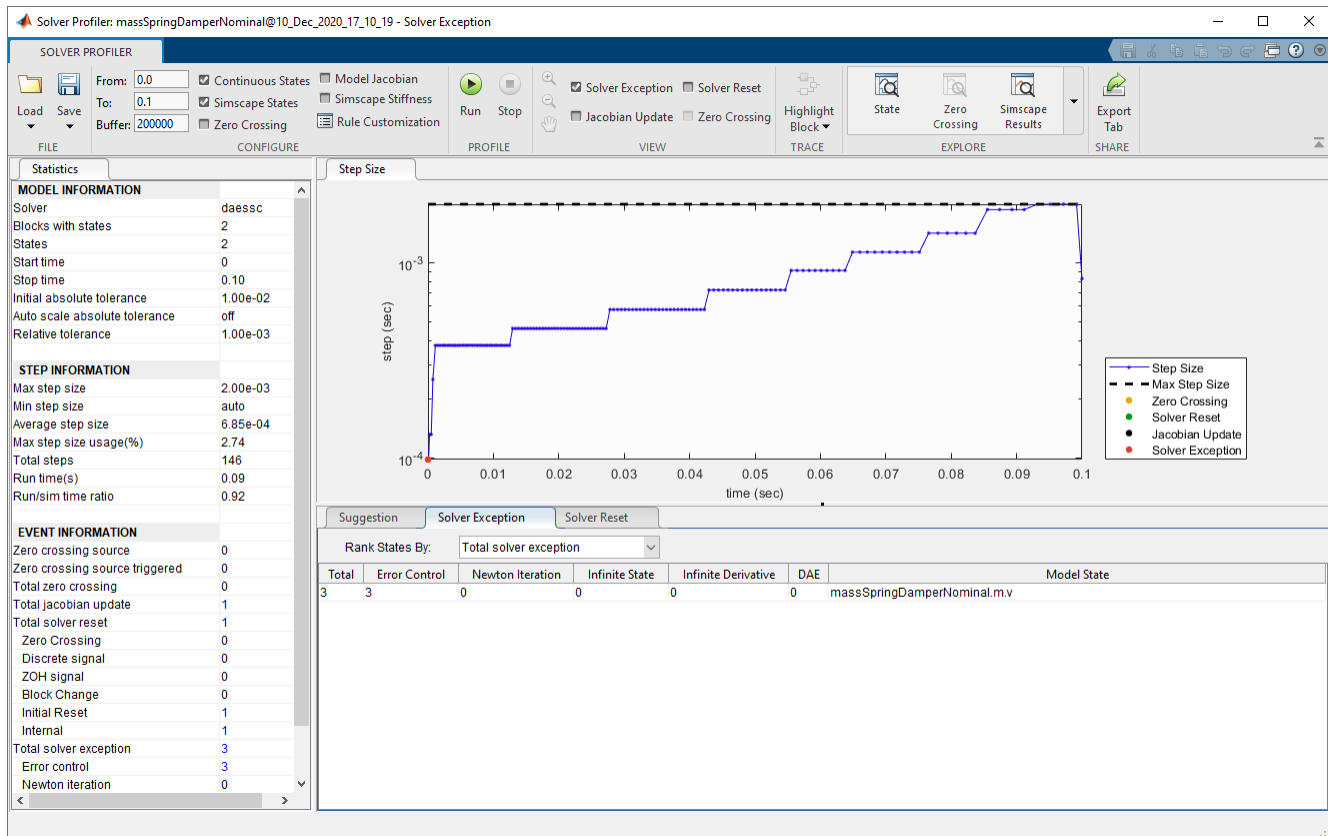 Solver Profiler: massSpringDamperNominal@10_Dec_2020_17_10_19 - Solver Exception
SOLVER PROFILER
Load
Save
FILE
From: 0.0
To: 0.1
Buffer: 200000
Continuous States
Simscape States
Zero Crossing
Model Jacobian
Simscape Stiffness
Rule Customization
CONFIGURE
Run
Stop
PROFILE
Solver Exception
Solver Reset
Jacobian Update
Zero Crossing
VIEW
Highlight
Block
TRACE
State
Zero
Crossing
Simscape
Results
EXPLORE
Export
Tab
SHARE
Statistics
MODEL INFORMATION
Solver daessc
Blocks with states 2
States 2
Start time 0
Stop time 0.10
Initial absolute tolerance 1.00e-02
Auto scale absolute tolerance off
Relative tolerance 1.00e-03
STEP INFORMATION
Max step size 2.00e-03
Min step size auto
Average step size 6.85e-04
Max step size usage(%) 2.74
Total steps 146
Run time(s) 0.09
Run/sim time ratio 0.92
EVENT INFORMATION
Zero crossing source 0
Zero crossing source triggered 0
Total zero crossing 0
Total jacobian update 1
Total solver reset 1
Zero Crossing 0
Discrete signal 0
ZOH signal 0
Block Change 0
Initial Reset 1
Internal 1
Total solver exception 3
Error control 3
Newton iteration 0
Step Size
10-3
10-4
step (sec)
0 0.01 0.02 0.03 0.04 0.05 0.06 0.07 0.08 0.09 0.1
time (sec)
Step Size
Max Step Size
Zero Crossing
Solver Reset
Jacobian Update
Solver Exception
Suggestion Solver Exception Solver Reset
Rank States By: Total solver exception
Total Error Control Newton Iteration Infinite State Infinite Derivative DAE Model State
3 3 0 0 0 0 massSpringDamperNominal.m.v